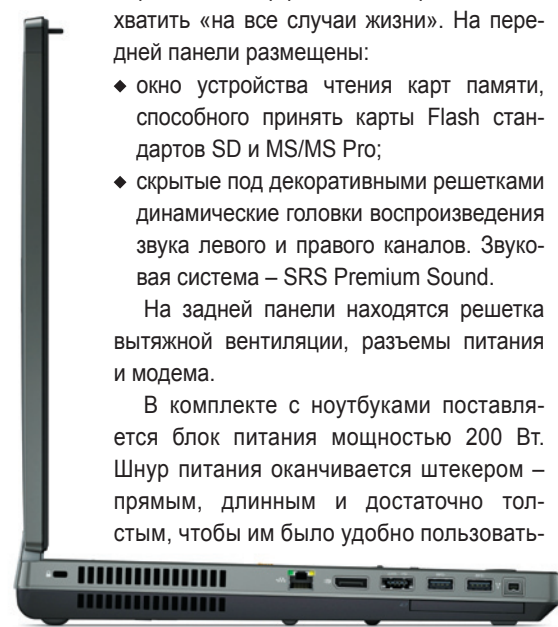 хватить «на все случаи жизни». На пере-
дней панели размещены:
◆ окно устройства чтения карт памяти,
способного принять карты Flash стан-
дартов SD и MS/MS Pro;
◆ скрытые под декоративными решетками
динамические головки воспроизведения
звука левого и правого каналов. Звуко-
вая система – SRS Premium Sound.
На задней панели находятся решетка
вытяжной вентиляции, разъемы питания
и модема.
В комплекте с ноутбуками поставля-
ется блок питания мощностью 200 Вт.
Шнур питания оканчивается штекером –
прямым, длинным и достаточно тол-
стым, чтобы им было удобно пользовать-